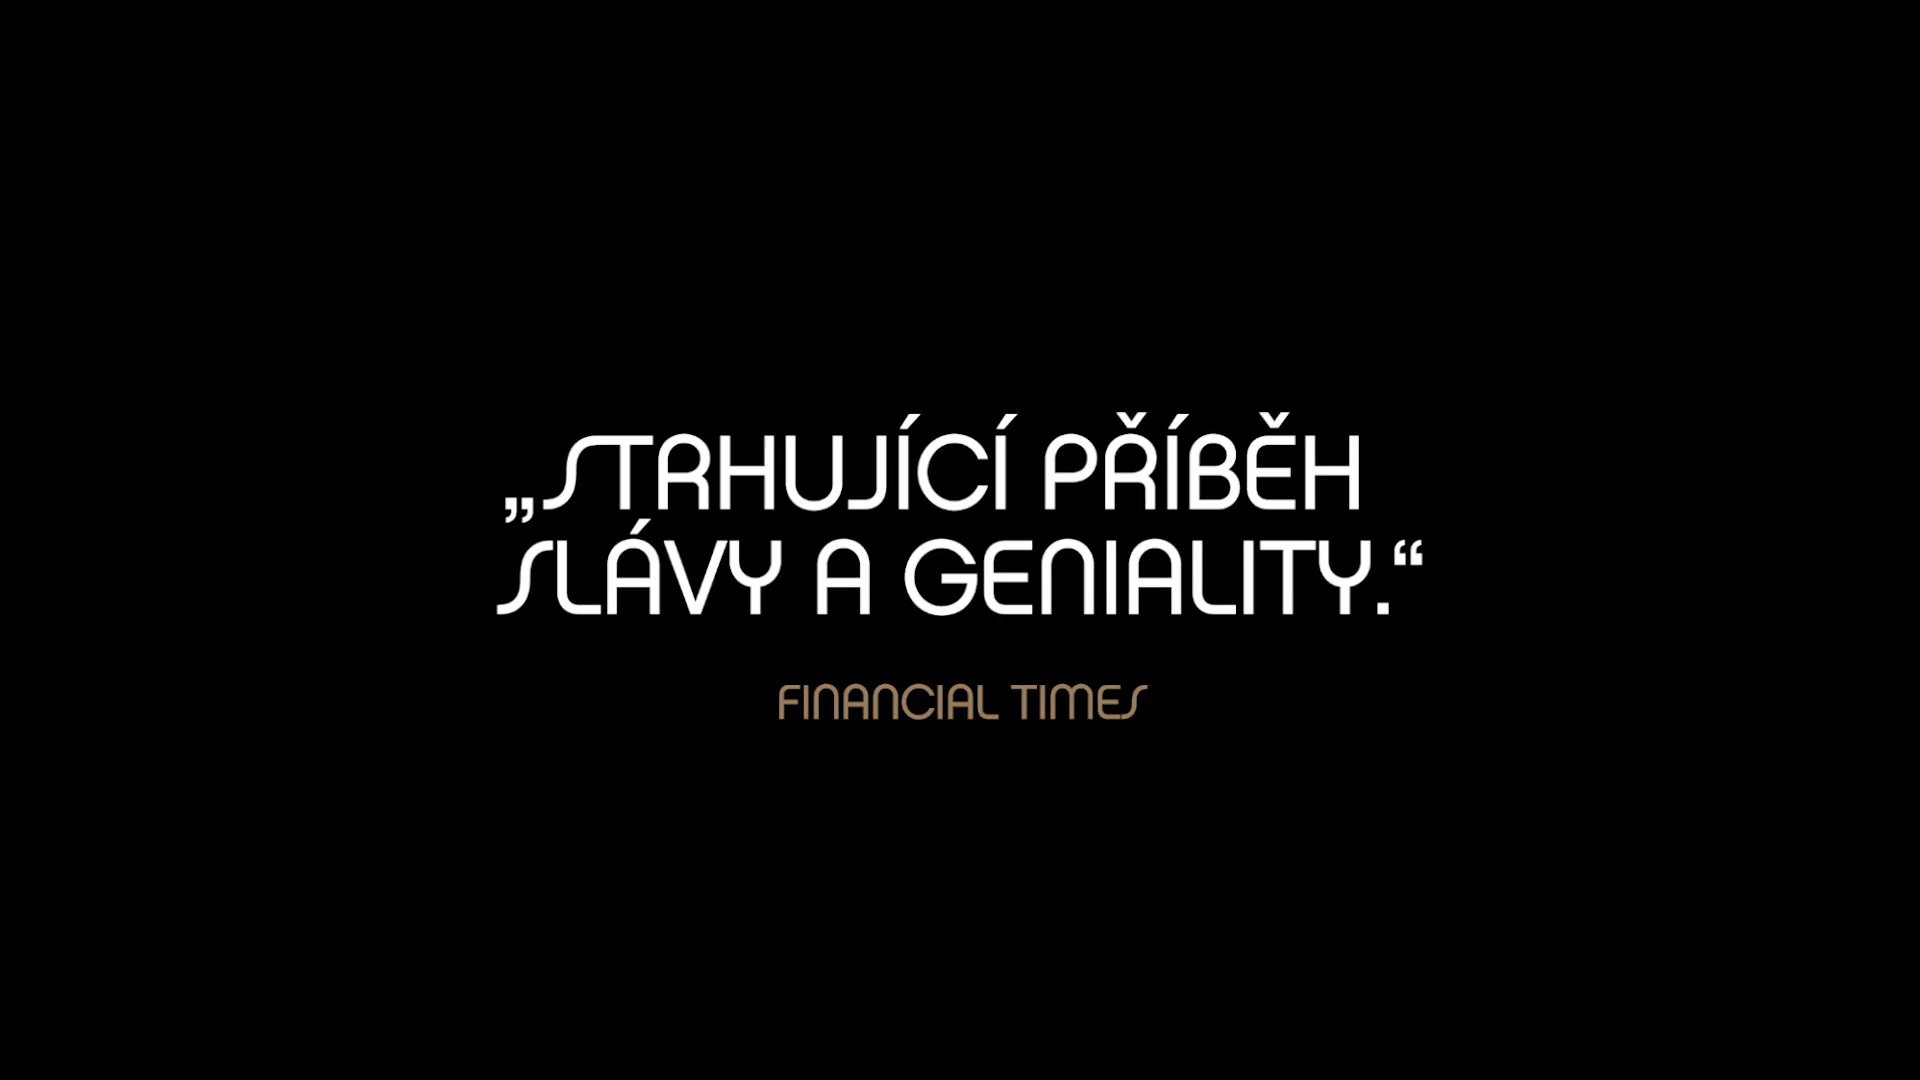 „STRHUJÍCÍ PŘÍBĚH
SLÁVY A GENIALITY.“
FINANCIAL TIMES